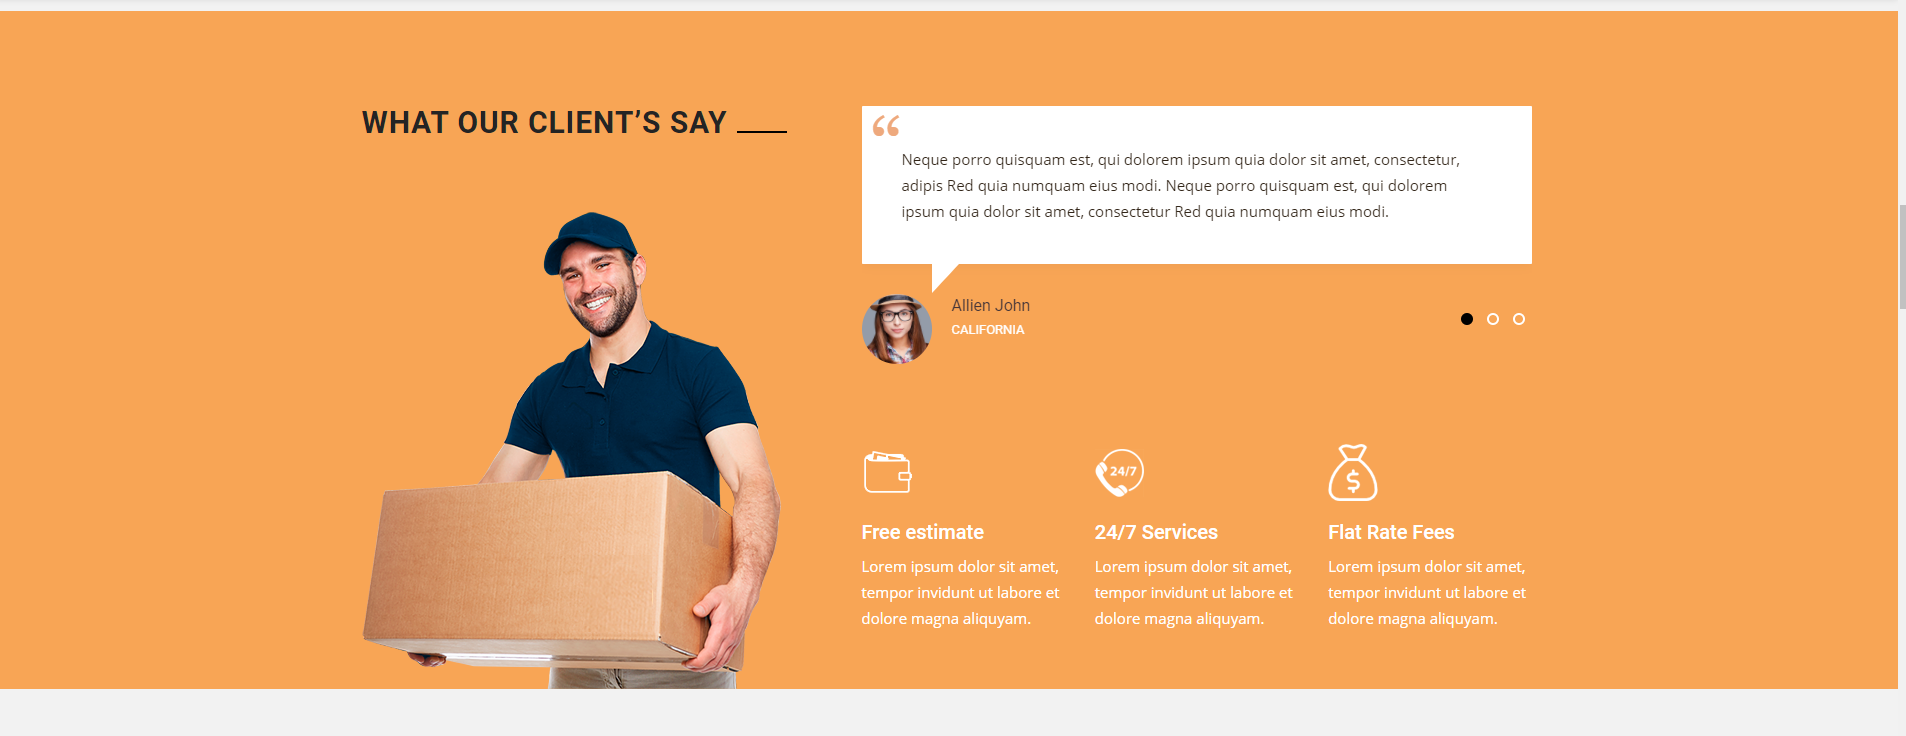 WHAT OUR CLIENT’S SAY
“
Neque porro quisquam est, qui dolorem ipsum quia dolor sit amet, consectetur,
adipis Red quia numquam eius modi. Neque porro quisquam est, qui dolorem
ipsum quia dolor sit amet, consectetur Red quia numquam eius modi.
Allien John
CALIFORNIA
24/7
$
Free estimate
Lorem ipsum dolor sit amet,
tempor invidunt ut labore et
dolore magna aliquyam.
24/7 Services
Lorem ipsum dolor sit amet,
tempor invidunt ut labore et
dolore magna aliquyam.
Flat Rate Fees
Lorem ipsum dolor sit amet,
tempor invidunt ut labore et
dolore magna aliquyam.